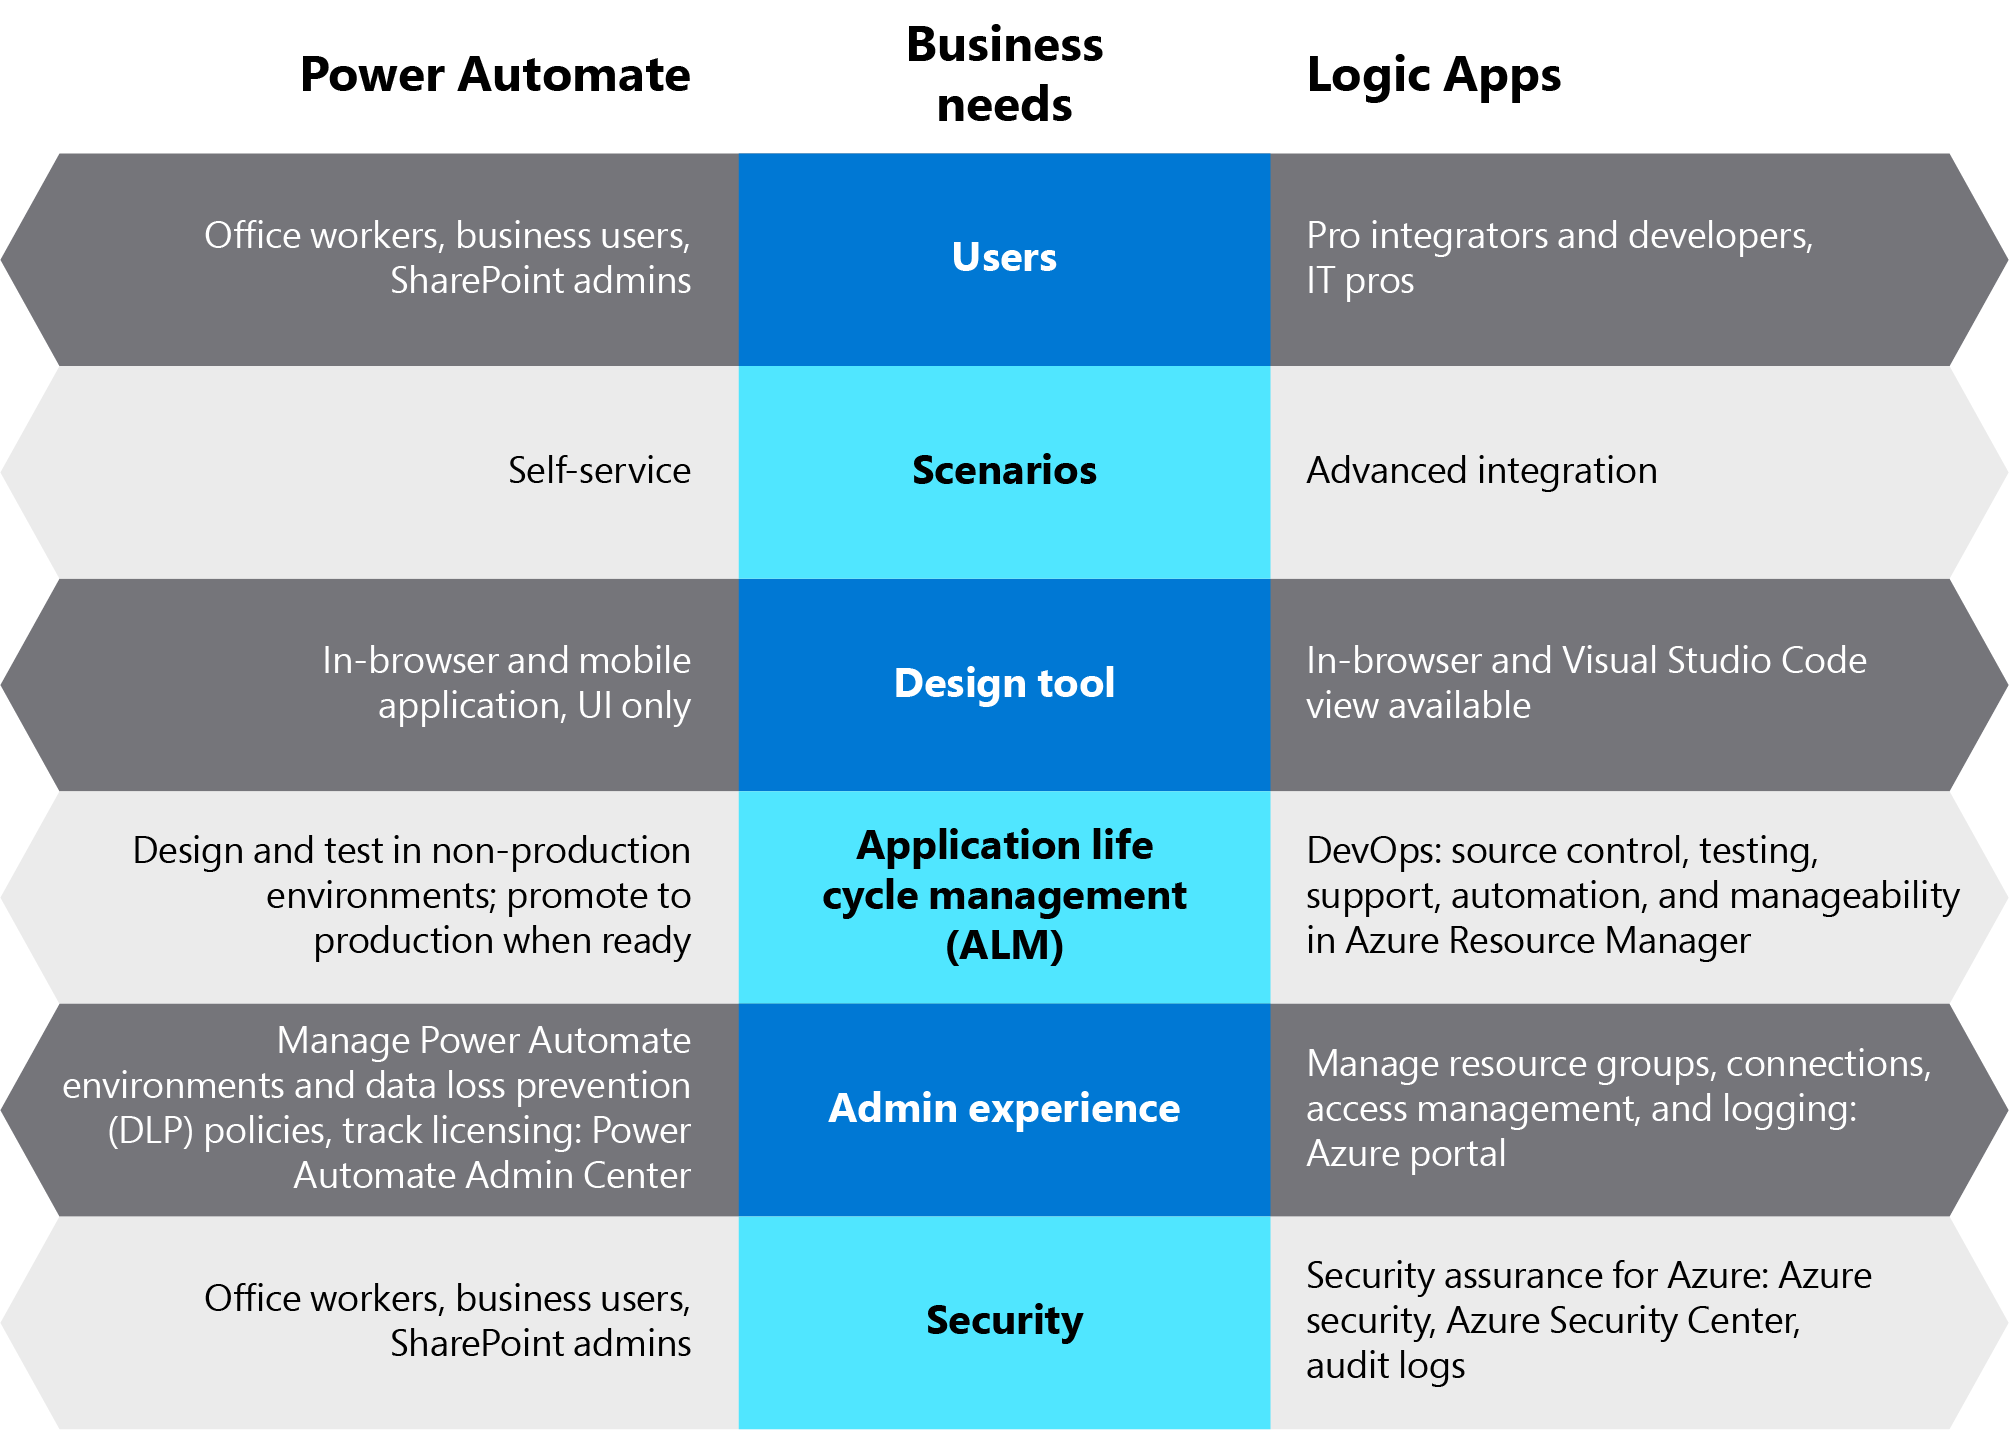 Power Automate
Business
needs
Logic Apps
Office workers, business users,
SharePoint admins
Users
Pro integrators and developers,
IT pros
Self-service
Scenarios
Advanced integration
In-browser and mobile
application, UI only
Design tool
In-browser and Visual Studio Code
view available
Design and test in non-production
environments; promote to
production when ready
Application life
cycle management
(ALM)
DevOps: source control, testing,
support, automation, and manageability
in Azure Resource Manager
Manage Power Automate
environments and data loss prevention
(DLP) policies, track licensing: Power
Automate Admin Center
Admin experience
Manage resource groups, connections,
access management, and logging:
Azure portal
Office workers, business users,
SharePoint admins
Security
Security assurance for Azure: Azure
security, Azure Security Center,
audit logs